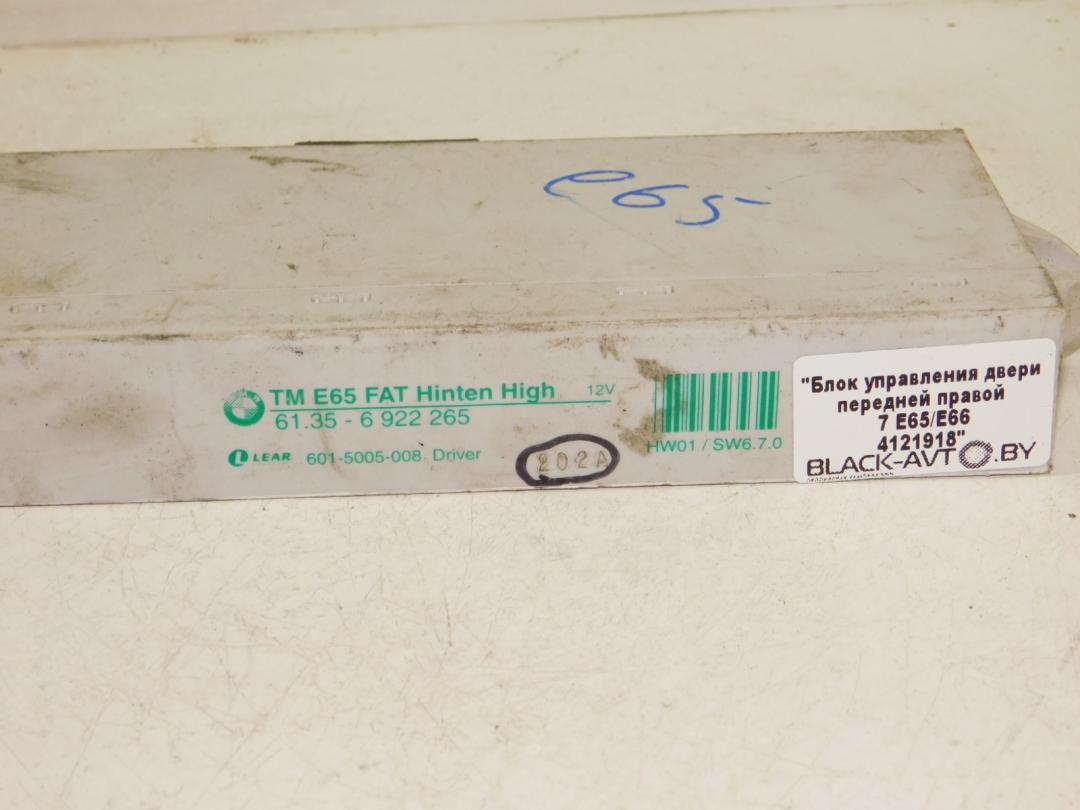 e65-
TM E65 FAT Hinten High 12V
61.35 - 6 922 265
LEAR 601-5005-008 Driver
202A
HW01 / SW6.7.0
"Блок управления двери
передней правой
7 E65/E66
4121918"
BLACK-AVTO.BY